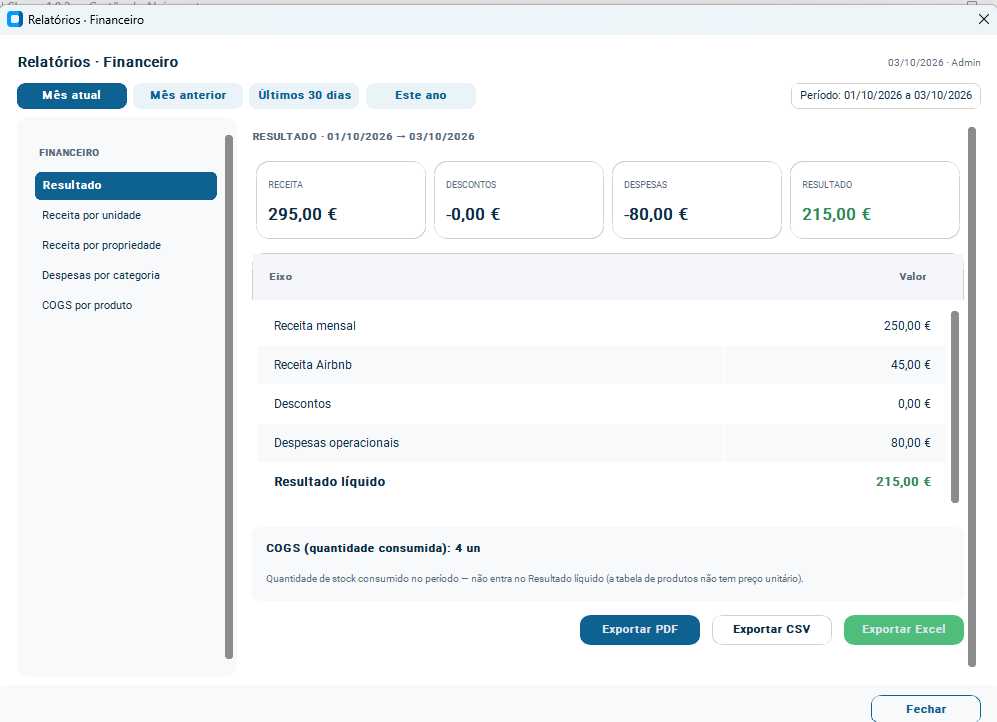 Relatórios · Financeiro
Relatórios · Financeiro
03/10/2026 · Admin
Mês atual
Mês anterior
Últimos 30 dias
Este ano
Período: 01/10/2026 a 03/10/2026
FINANCEIRO
Resultado
Receita por unidade
Receita por propriedade
Despesas por categoria
COGS por produto
RESULTADO · 01/10/2026 → 03/10/2026
RECEITA
295,00 €
DESCONTOS
-0,00 €
DESPESAS
-80,00 €
RESULTADO
215,00 €
Eixo Valor
Receita mensal 250,00 €
Receita Airbnb 45,00 €
Descontos 0,00 €
Despesas operacionais 80,00 €
Resultado líquido 215,00 €
COGS (quantidade consumida): 4 un
Quantidade de stock consumido no período — não entra no Resultado líquido (a tabela de produtos não tem preço unitário).
Exportar PDF
Exportar CSV
Exportar Excel
Fechar